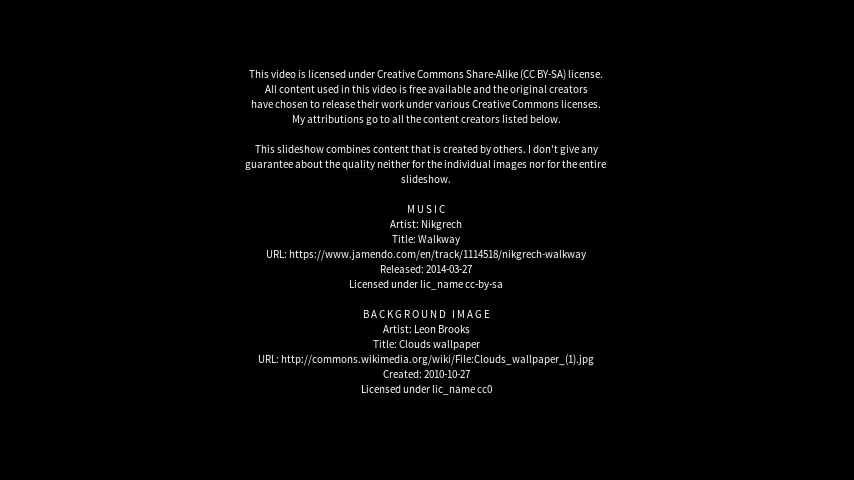 This video is licensed under Creative Commons Share-Alike (CC BY-SA) license.
All content used in this video is free available and the original creators
have chosen to release their work under various Creative Commons licenses.
My attributions go to all the content creators listed below.
This slideshow combines content that is created by others. I don't give any
guarantee about the quality neither for the individual images nor for the entire
slideshow.
MUSIC
Artist: Nikgrech
Title: Walkway
URL: https://www.jamendo.com/en/track/1114518/nikgrech-walkway
Released: 2014-03-27
Licensed under lic_name cc-by-sa
BACKGROUND IMAGE
Artist: Leon Brooks
Title: Clouds wallpaper
URL: http://commons.wikimedia.org/wiki/File:Clouds_wallpaper_(1).jpg
Created: 2010-10-27
Licensed under lic_name cc0